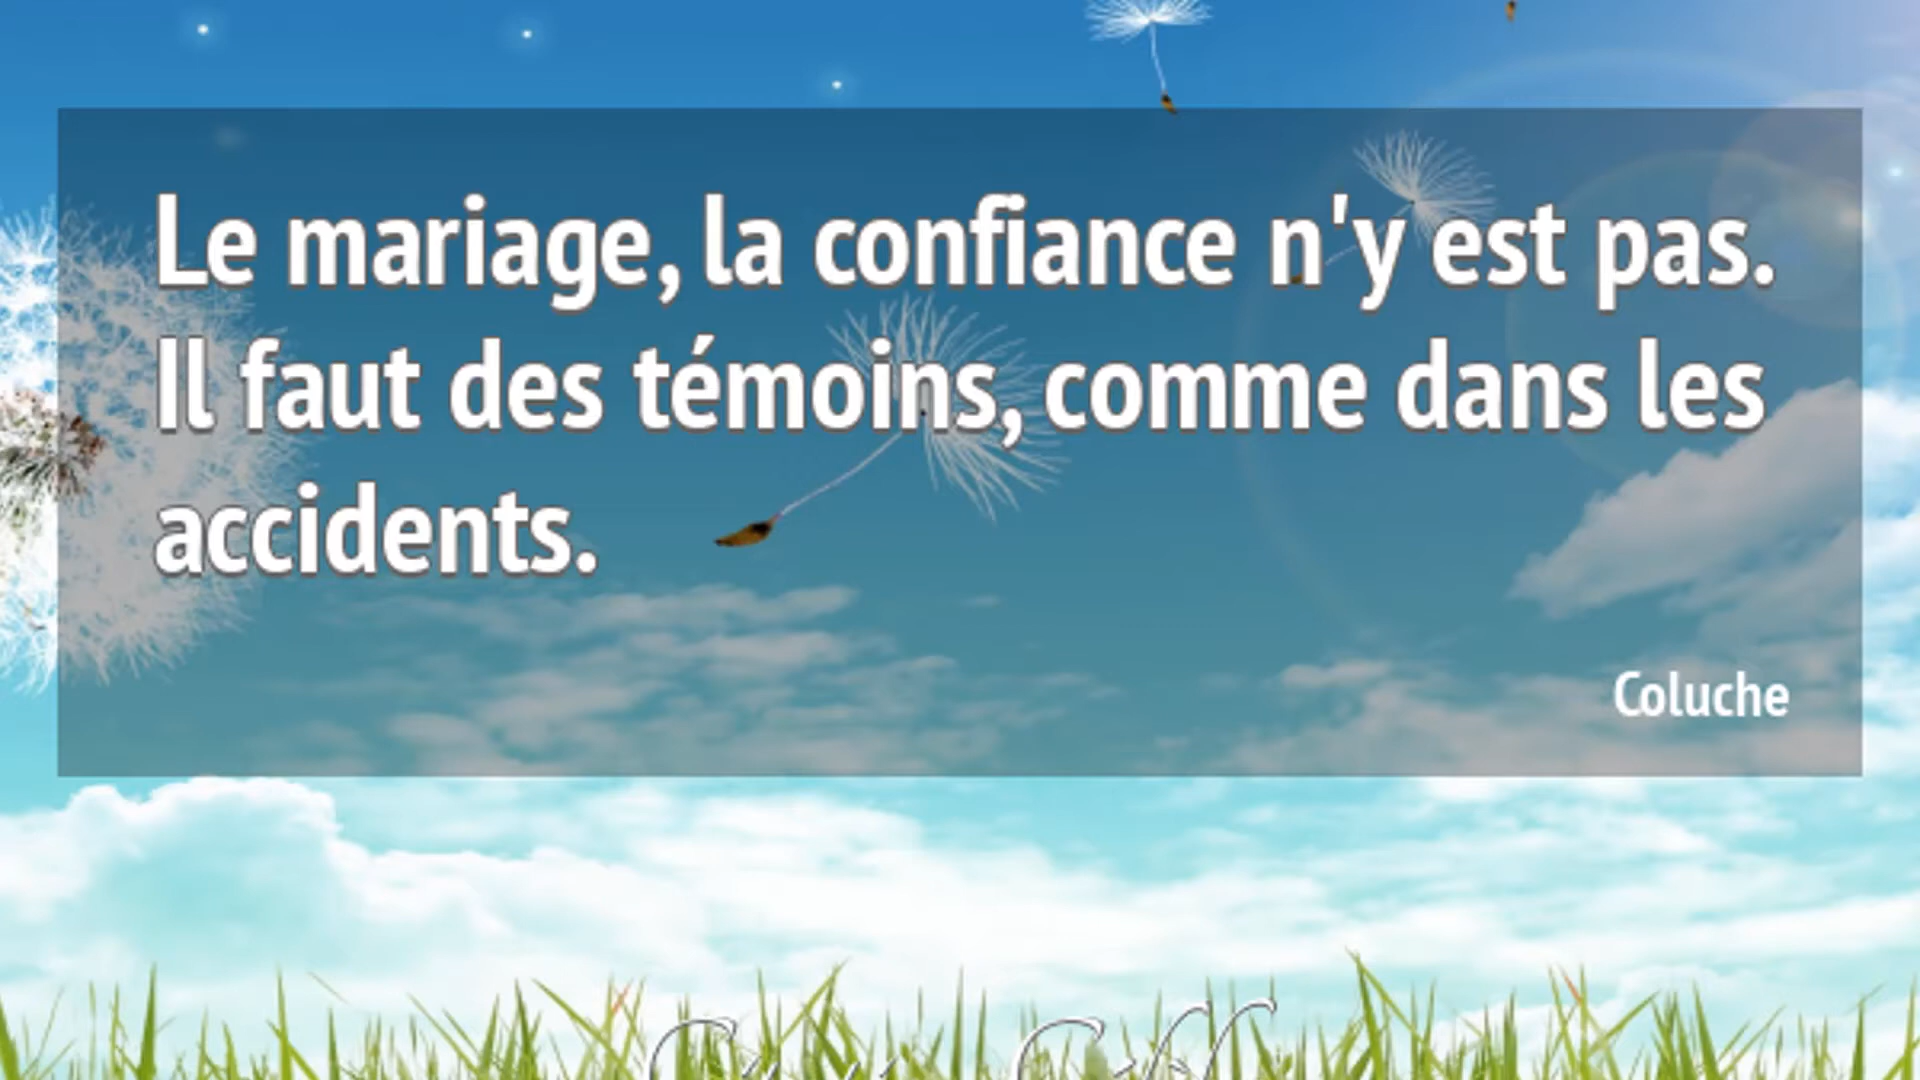 Le mariage, la confiance n'y est pas.
Il faut des témoins, comme dans les
accidents.
Coluche